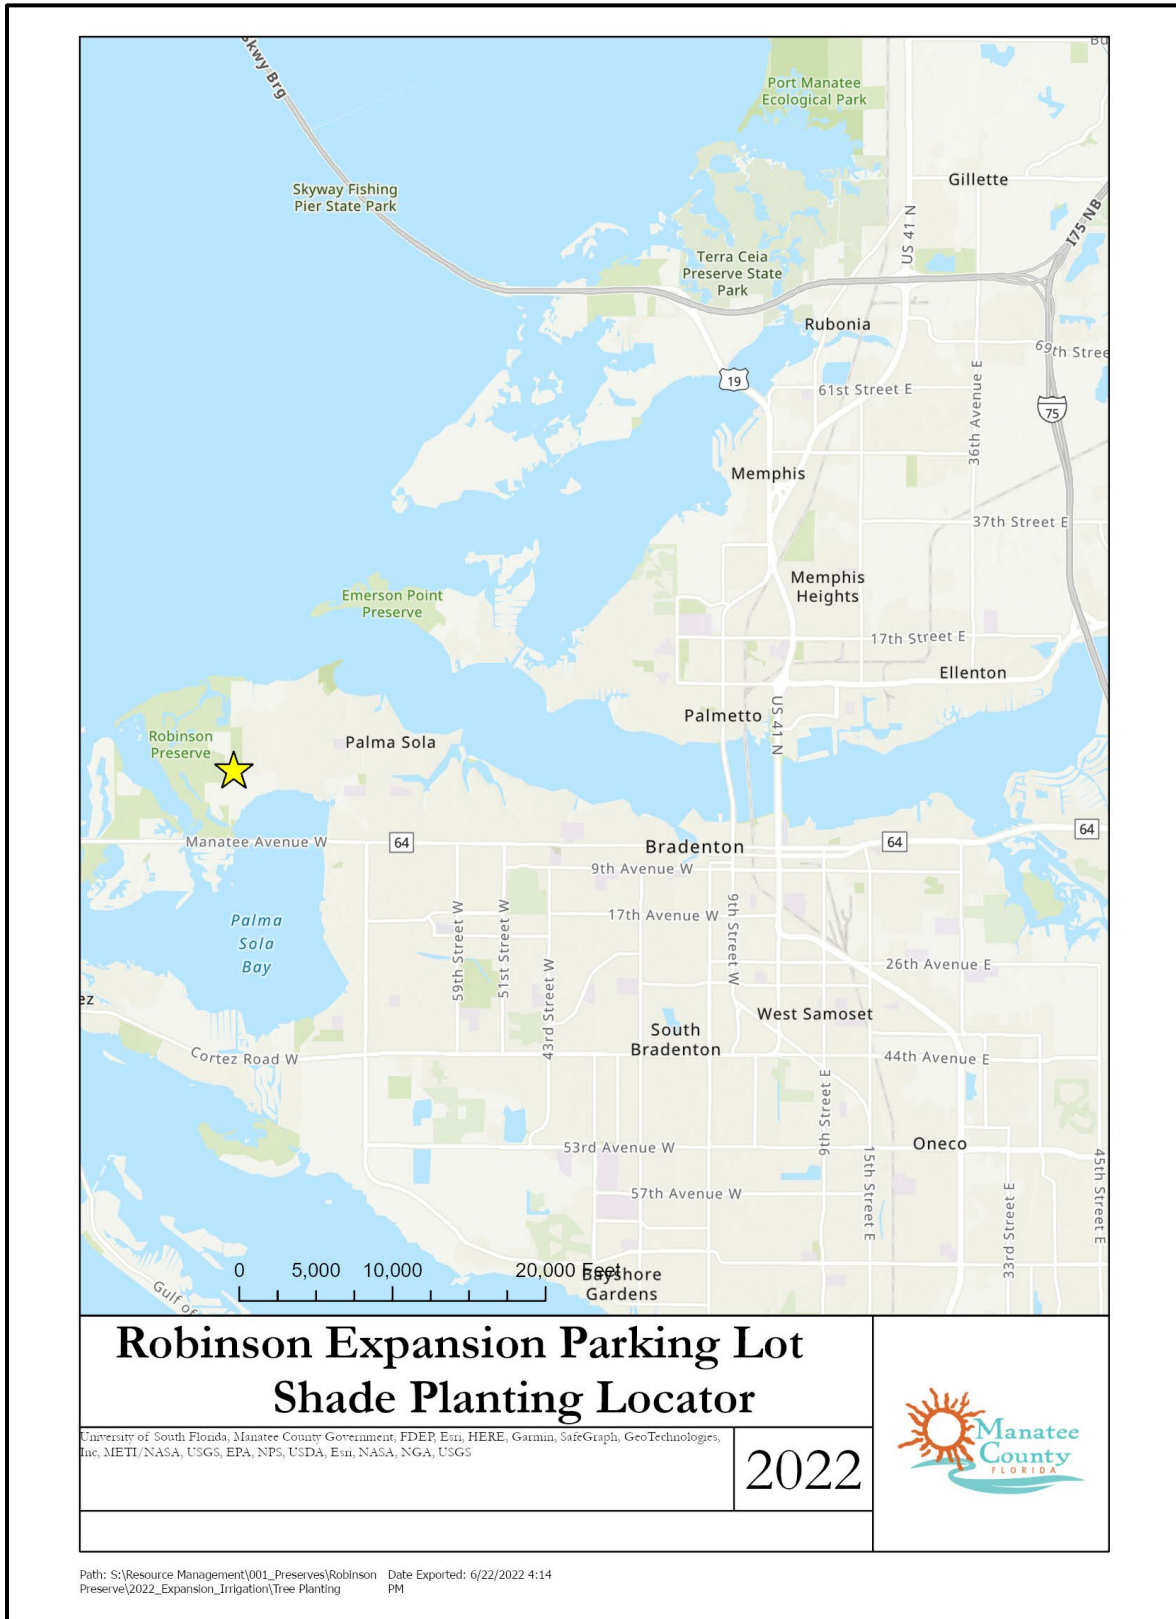 Skwy Brg
Port Manatee
Ecological Park
Bu
Skyway Fishing
Pier State Park
Gillette
I75 NB
US 41 N
Terra Ceia
Preserve State
Park
Rubonia
69th Stree
19
61st Street E
36th Avenue E
75
Memphis
37th Street E
Memphis
Heights
Emerson Point
Preserve
17th Street E
Ellenton
Palmetto
US 41 N
Robinson
Preserve
Palma Sola
Manatee Avenue W
64
Bradenton
64
64
9th Avenue W
9th Street W
17th Avenue W
Palma
Sola
Bay
59th Street W
51st Street W
43rd Street W
26th Avenue E
ez
West Samoset
South
Bradenton
Cortez Road W
44th Avenue E
9th Street E
53rd Avenue W
Oneco
15th Street E
45th Street E
57th Avenue W
33rd Street E
0 5,000 10,000 20,000 Feet
Bayshore
Gardens
Gulf of
Robinson Expansion Parking Lot
Shade Planting Locator
University of South Florida, Manatee County Government, FDEP, Esri, HERE, Garmin, SafeGraph, GeoTechnologies,
Inc, METI/NASA, USGS, EPA, NPS, USDA, Esri, NASA, NGA, USGS
2022
Manatee
County
FLORIDA
Path: S:\Resource Management\001_Preserves\Robinson
Preserve\2022_Expansion_Irrigation\Tree Planting
Date Exported: 6/22/2022 4:14
PM